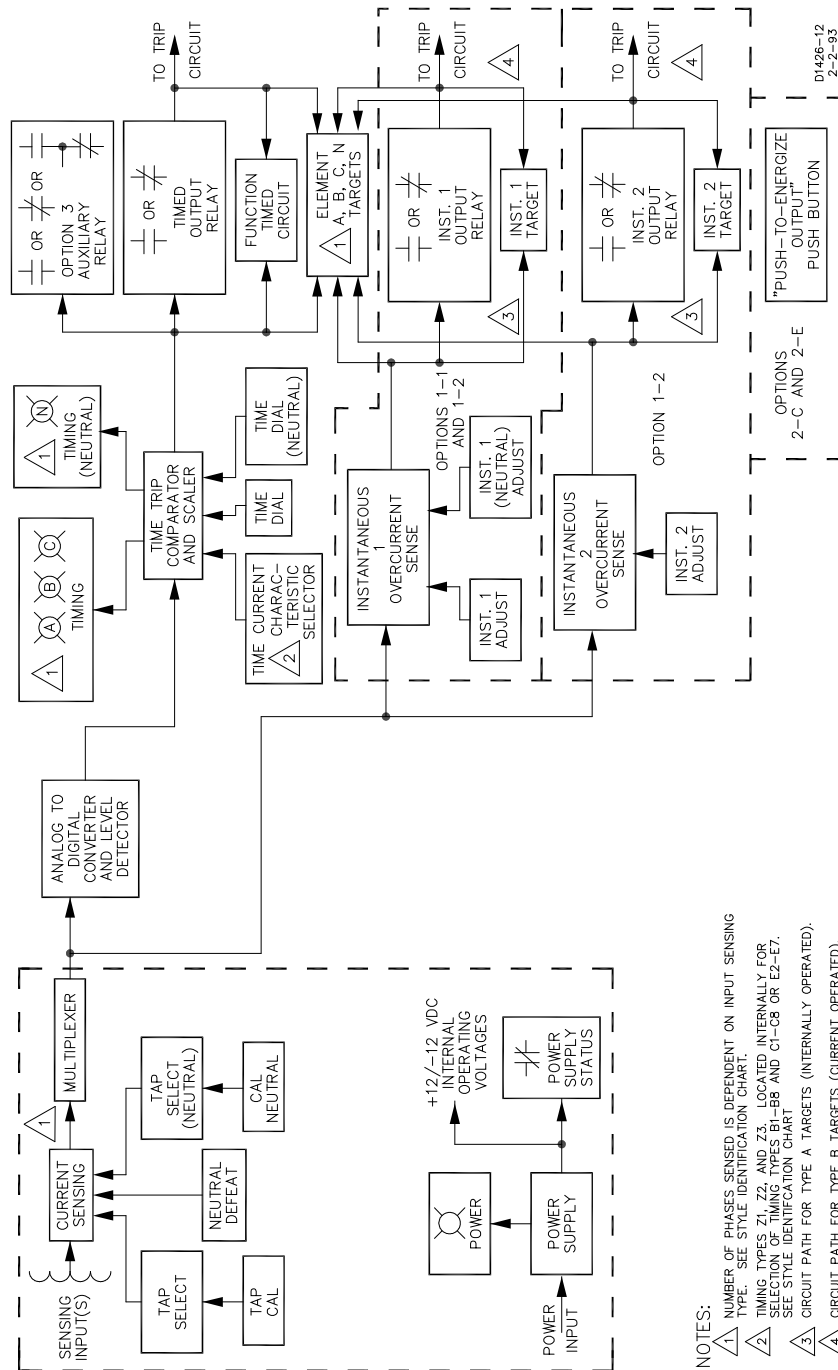 SENSING
INPUT(S)
CURRENT
SENSING
1
MULTIPLEXER
TAP
SELECT
TAP
CAL
NEUTRAL
DEFEAT
TAP
SELECT
(NEUTRAL)
CAL
NEUTRAL
POWER
INPUT
POWER
SUPPLY
POWER
+12/-12 VDC
INTERNAL
OPERATING
VOLTAGES
POWER
SUPPLY
STATUS
ANALOG TO
DIGITAL
CONVERTER
AND LEVEL
DETECTOR
1
A B C
TIMING
1
N
TIMING
(NEUTRAL)
TIME TRIP
COMPARATOR
AND SCALER
TIME CURRENT
CHARAC-
TERISTIC
SELECTOR
2
TIME
DIAL
TIME
DIAL
(NEUTRAL)
OR OR
OPTION 3
AUXILIARY
RELAY
OR
TIMED
OUTPUT
RELAY
TO TRIP
CIRCUIT
FUNCTION
TIMED
CIRCUIT
ELEMENT
1 A, B, C, N
TARGETS
INSTANTANEOUS
1
OVERCURRENT
SENSE
INST. 1
ADJUST
INST. 1
(NEUTRAL)
ADJUST
OPTIONS 1-1
AND 1-2
OR
INST. 1
OUTPUT
RELAY
TO TRIP
CIRCUIT
3
4
INST. 1
TARGET
INSTANTANEOUS
2
OVERCURRENT
SENSE
INST. 2
ADJUST
OPTION 1-2
OR
INST. 2
OUTPUT
RELAY
TO TRIP
CIRCUIT
3
4
INST. 2
TARGET
OPTIONS
2-C AND 2-E
"PUSH-TO-ENERGIZE
OUTPUT"
PUSH BUTTON
D1426-12
2-2-93
NOTES:
1 NUMBER OF PHASES SENSED IS DEPENDENT ON INPUT SENSING
TYPE. SEE STYLE IDENTIFICATION CHART.
2 TIMING TYPES Z1, Z2, AND Z3. LOCATED INTERNALLY FOR
SELECTION OF TIMING TYPES B1-B8 AND C1-C8 OR E2-E7.
SEE STYLE IDENTIFCATION CHART
3 CIRCUIT PATH FOR TYPE A TARGETS (INTERNALLY OPERATED).
4 CIRCUIT PATH FOR TYPE B TARGETS (CURRENT OPERATED)